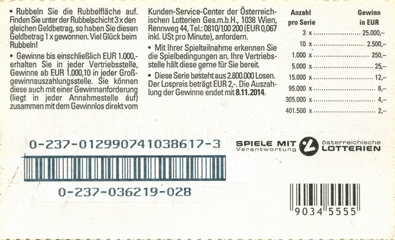 • Rubbeln Sie die Rubbelfläche auf.
Finden Sie unter der Rubbelschicht 3 x den
gleichen Geldbetrag, so haben Sie diesen
Geldbetrag 1 x gewonnen. Viel Glück beim
Rubbeln!
• Gewinne bis einschließlich EUR 1.000,-
erhalten Sie in jeder Vertriebsstelle,
Gewinne ab EUR 1.000,10 in jeder Groß-
gewinnauszahlungsstelle. Sie können
diese auch mit einer Gewinnanforderung
(liegt in jeder Annahmestelle auf)
zusammen mit dem Gewinnlos direkt vom
Kunden-Service-Center der Österreich-
ischen Lotterien Ges.m.b.H., 1038 Wien,
Rennweg 44, Tel.: 0810/100 200 (EUR 0,067
inkl. USt; pro Minute), anfordern.
• Mit Ihrer Spielteilnahme erkennen Sie
die Spielbedingungen an. Ihre Vertriebs-
stelle hält diese gerne für Sie bereit.
• Diese Serie besteht aus 2.800.000 Losen.
Der Lospreis beträgt EUR 2,-. Die Auszah-
lung der Gewinne endet mit 8.11.2014.
Anzahl Gewinn
pro Serie in EUR
3 x 25.000,–
10 x 2.500,–
1.000 x 250,–
5.000 x 25,–
15.000 x 12,–
95.000 x 6,–
305.000 x 4,–
401.500 x 2,–
0-237-012990741038617-3
0-237-036219-028
SPIELE MIT
Verantwortung
österreichische
LOTTERIEN
9034 5555